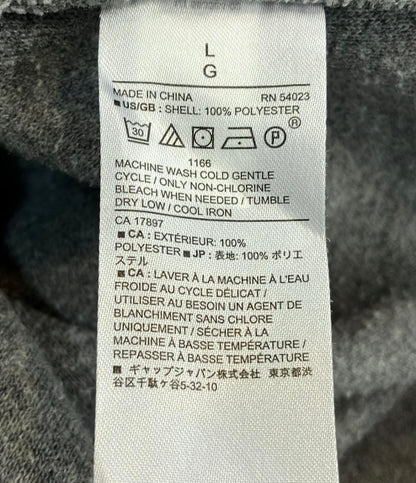 L
G
MADE IN CHINA RN 54023
■ US/GB : SHELL: 100% POLYESTER
30 P ®
1166
MACHINE WASH COLD GENTLE
CYCLE / ONLY NON-CHLORINE
BLEACH WHEN NEEDED / TUMBLE
DRY LOW / COOL IRON
CA 17897
■ CA : EXTÉRIEUR: 100%
POLYESTER ■ JP : 表地: 100% ポリエ
ステル
■ CA : LAVER À LA MACHINE À L'EAU
FROIDE AU CYCLE DÉLICAT /
UTILISER AU BESOIN UN AGENT DE
BLANCHIMENT SANS CHLORE
UNIQUEMENT / SÉCHER À LA
MACHINE À BASSE TEMPÉRATURE /
REPASSER À BASSE TEMPÉRATURE
■ ギャップジャパン株式会社 東京都渋
谷区千駄ヶ谷5-32-10